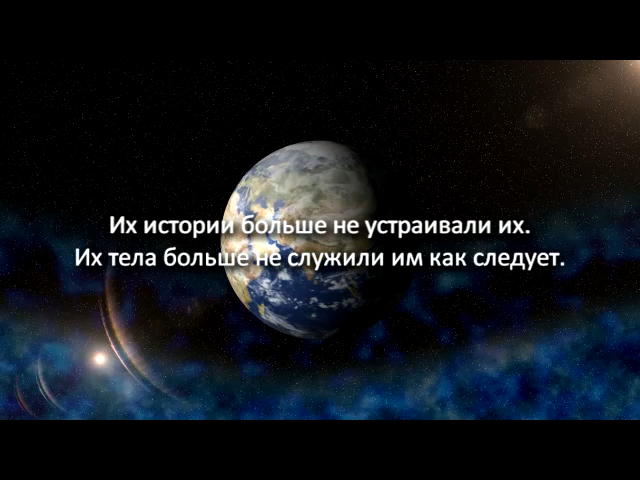 Их истории больше не устраивали их.
Их тела больше не служили им как следует.